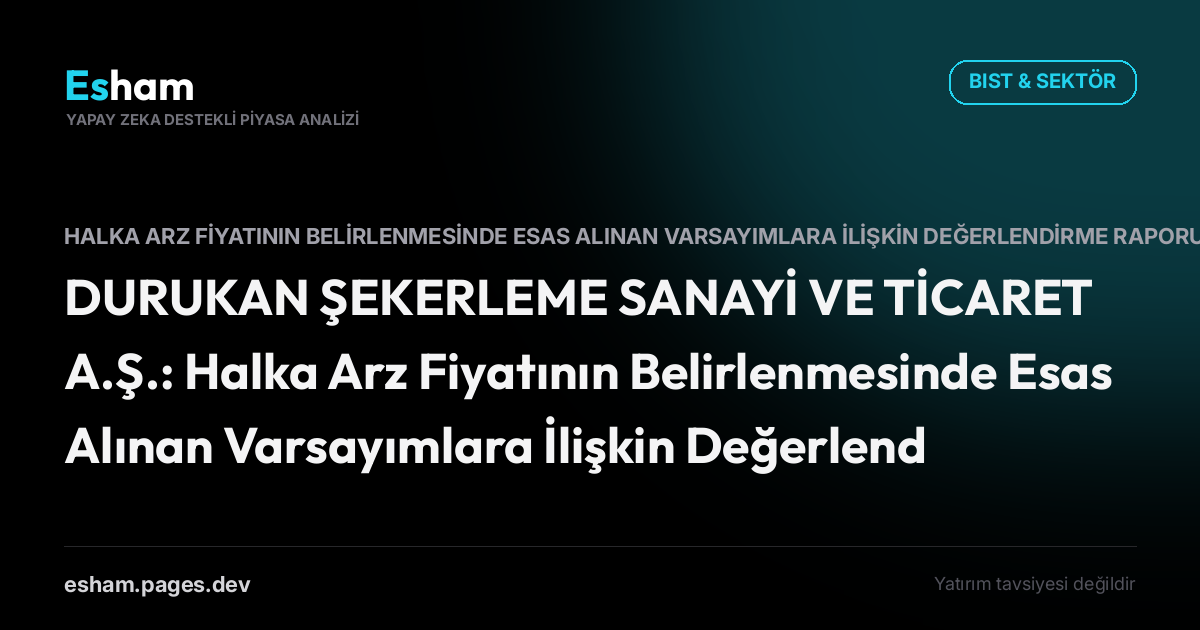 Esham
BIST & SEKTÖR
YAPAY ZEKA DESTEKLİ PİYASA ANALİZİ
HALKA ARZ FİYATININ BELİRLENMESİNDE ESAS ALINAN VARSAYIMLARA İLİŞKİN DEĞERLENDİRME RAPORU
DURUKAN ŞEKERLEME SANAYİ VE TİCARET
A.Ş.: Halka Arz Fiyatının Belirlenmesinde Esas
Alınan Varsayımlara İlişkin Değerlend
esham.pages.dev
Yatırım tavsiyesi değildir